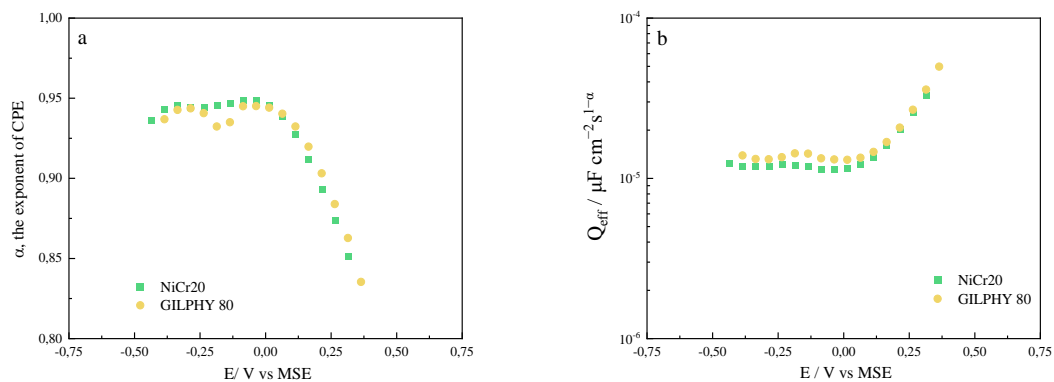 a
1,00
0,95
0,90
0,85
0,80
α, the exponent of CPE
NiCr20
GILPHY 80
-0,75 -0,50 -0,25 0,00 0,25 0,50 0,75
E/ V vs MSE
b
10⁻⁴
10⁻⁵
10⁻⁶
Q_eff / μF cm⁻²s¹⁻ᵅ
NiCr20
GILPHY 80
-0,75 -0,50 -0,25 0,00 0,25 0,50 0,75
E / V vs MSE